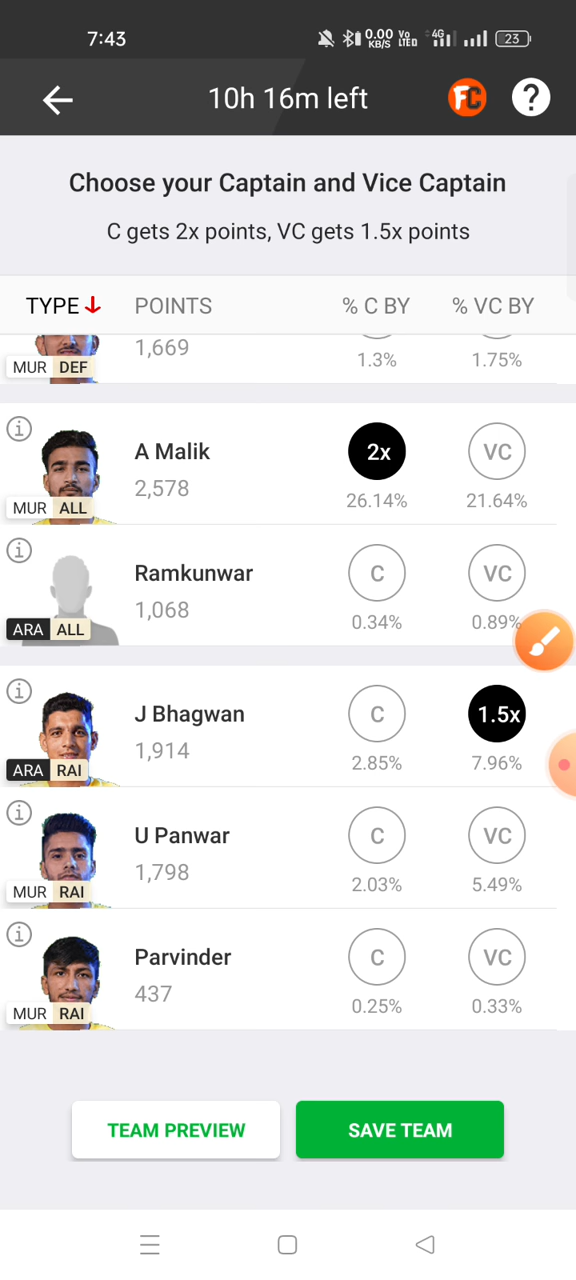 7:43
0.00 KB/S
Vo LTED
4G
23
10h 16m left
FC
?
Choose your Captain and Vice Captain
C gets 2x points, VC gets 1.5x points
TYPE POINTS % C BY % VC BY
1,669
1.3% 1.75%
MUR DEF
A Malik
2,578
2x VC
26.14% 21.64%
MUR ALL
Ramkunwar
1,068
C VC
0.34% 0.89%
ARA ALL
J Bhagwan
1,914
C 1.5x
2.85% 7.96%
ARA RAI
U Panwar
1,798
C VC
2.03% 5.49%
MUR RAI
Parvinder
437
C VC
0.25% 0.33%
MUR RAI
TEAM PREVIEW SAVE TEAM